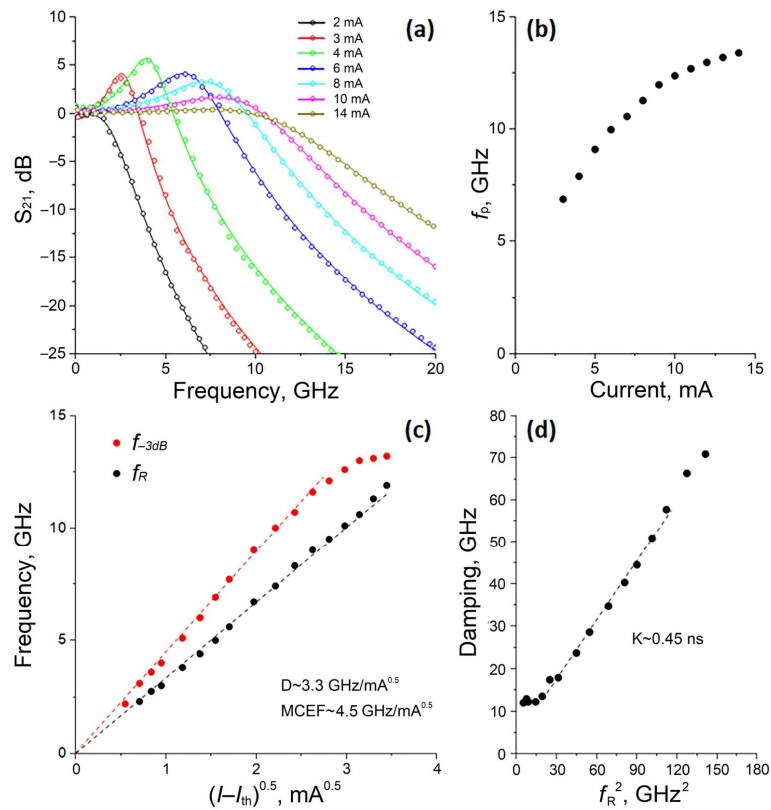 (a)
2 mA
3 mA
4 mA
6 mA
8 mA
10 mA
14 mA
S21, dB
10
5
0
–5
–10
–15
–20
–25
0
5
10
15
20
Frequency, GHz
(b)
fp, GHz
15
10
5
0
0
5
10
15
20
Current, mA
(c)
f–3dB
fR
Frequency, GHz
15
10
5
0
D~3.3 GHz/mA0.5
MCEF~4.5 GHz/mA0.5
0
1
2
3
4
(I–Ith)0.5, mA0.5
(d)
Damping, GHz
80
70
60
50
40
30
20
10
0
K~0.45 ns
0
30
60
90
120
150
180
fR2, GHz2